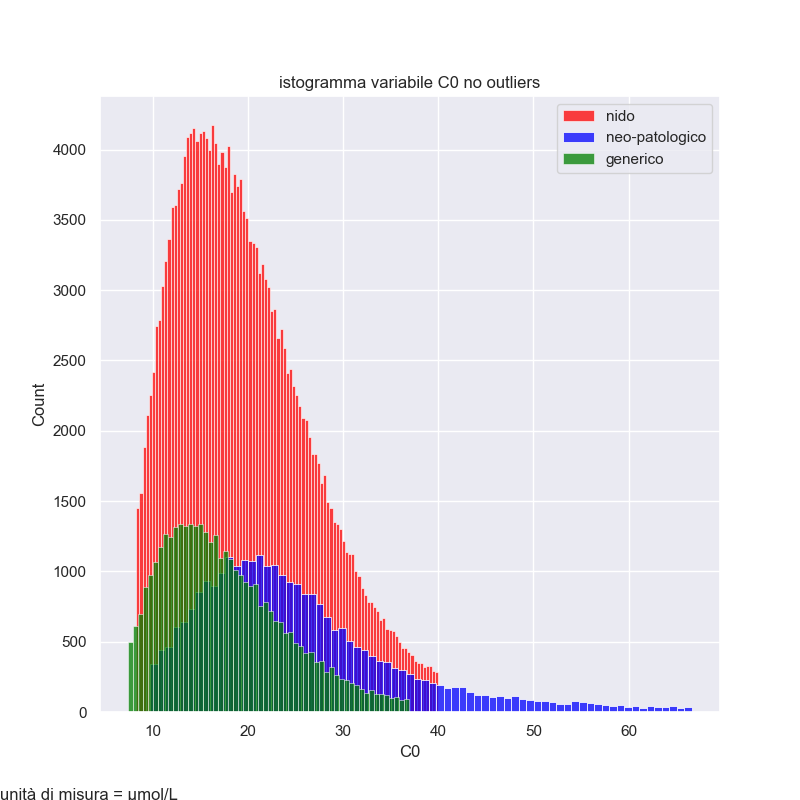 istogramma variabile C0 no outliers
nido
neo-patologico
generico
Count
4000
3500
3000
2500
2000
1500
1000
500
0
10 20 30 40 50 60
C0
unità di misura = μmol/L